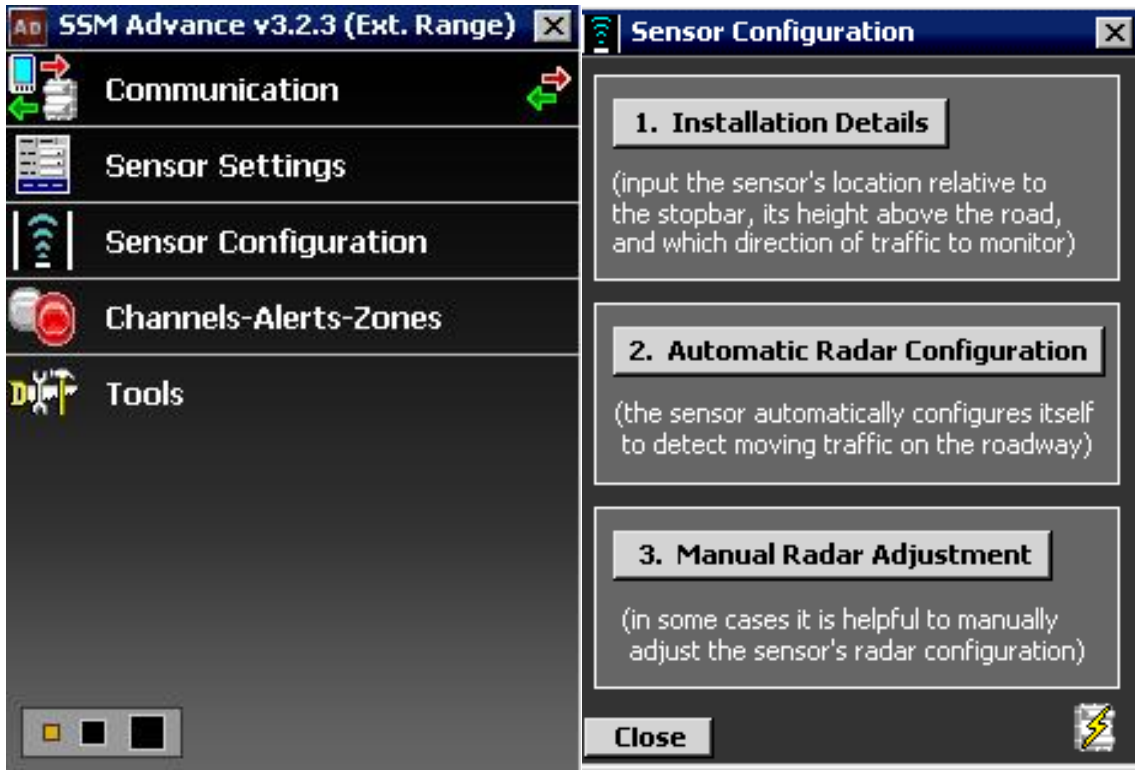 AD SSM Advance v3.2.3 (Ext. Range)
Communication
Sensor Settings
Sensor Configuration
Channels-Alerts-Zones
Tools
Sensor Configuration
1. Installation Details
(input the sensor's location relative to
the stopbar, its height above the road,
and which direction of traffic to monitor)
2. Automatic Radar Configuration
(the sensor automatically configures itself
to detect moving traffic on the roadway)
3. Manual Radar Adjustment
(in some cases it is helpful to manually
adjust the sensor's radar configuration)
Close